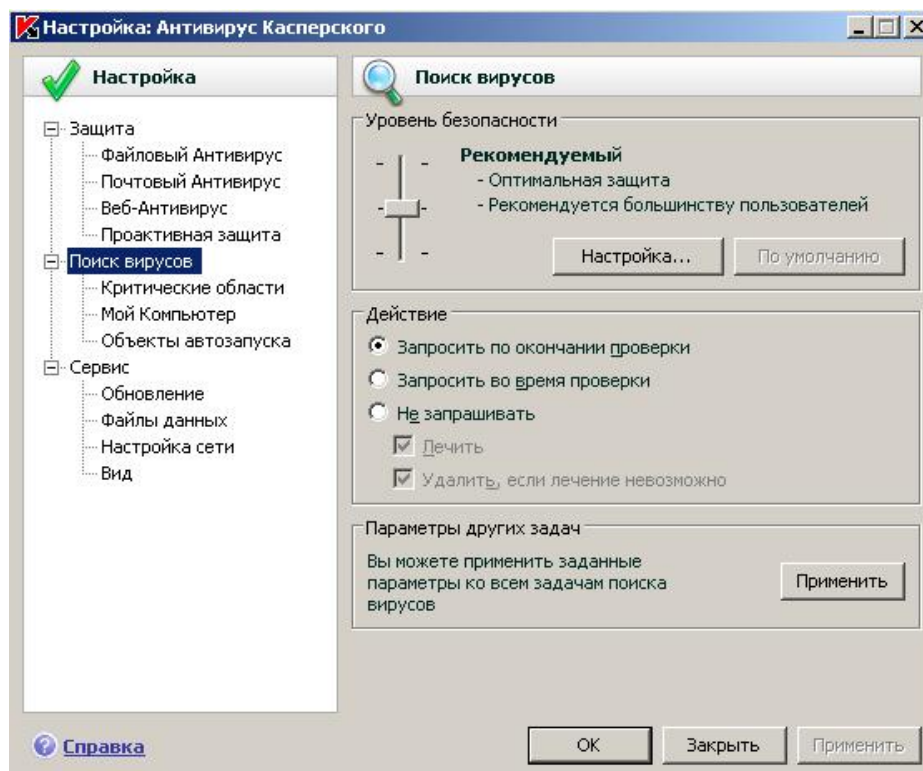 Настройка: Антивирус Касперского
Настройка
Защита
Файловый Антивирус
Почтовый Антивирус
Веб-Антивирус
Проактивная защита
Поиск вирусов
Критические области
Мой Компьютер
Объекты автозапуска
Сервис
Обновление
Файлы данных
Настройка сети
Вид
Поиск вирусов
Уровень безопасности
Рекомендуемый
- Оптимальная защита
- Рекомендуется большинству пользователей
Настройка...
По умолчанию
Действие
Запросить по окончании проверки
Запросить во время проверки
Не запрашивать
Лечить
Удалить, если лечение невозможно
Параметры других задач
Вы можете применить заданные
параметры ко всем задачам поиска
вирусов
Применить
Справка
ОК
Закрыть
Применить